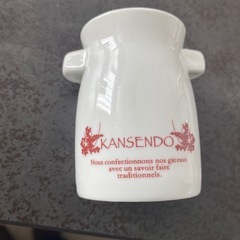 KANSENDO
Nous confectionnons nos gâteaux
avec un savoir faire
traditionnels.